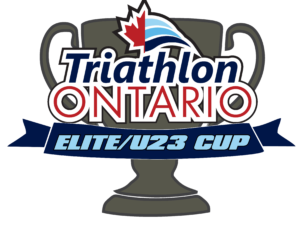 Triathlon
ONTARIO
ELITE/U23 CUP